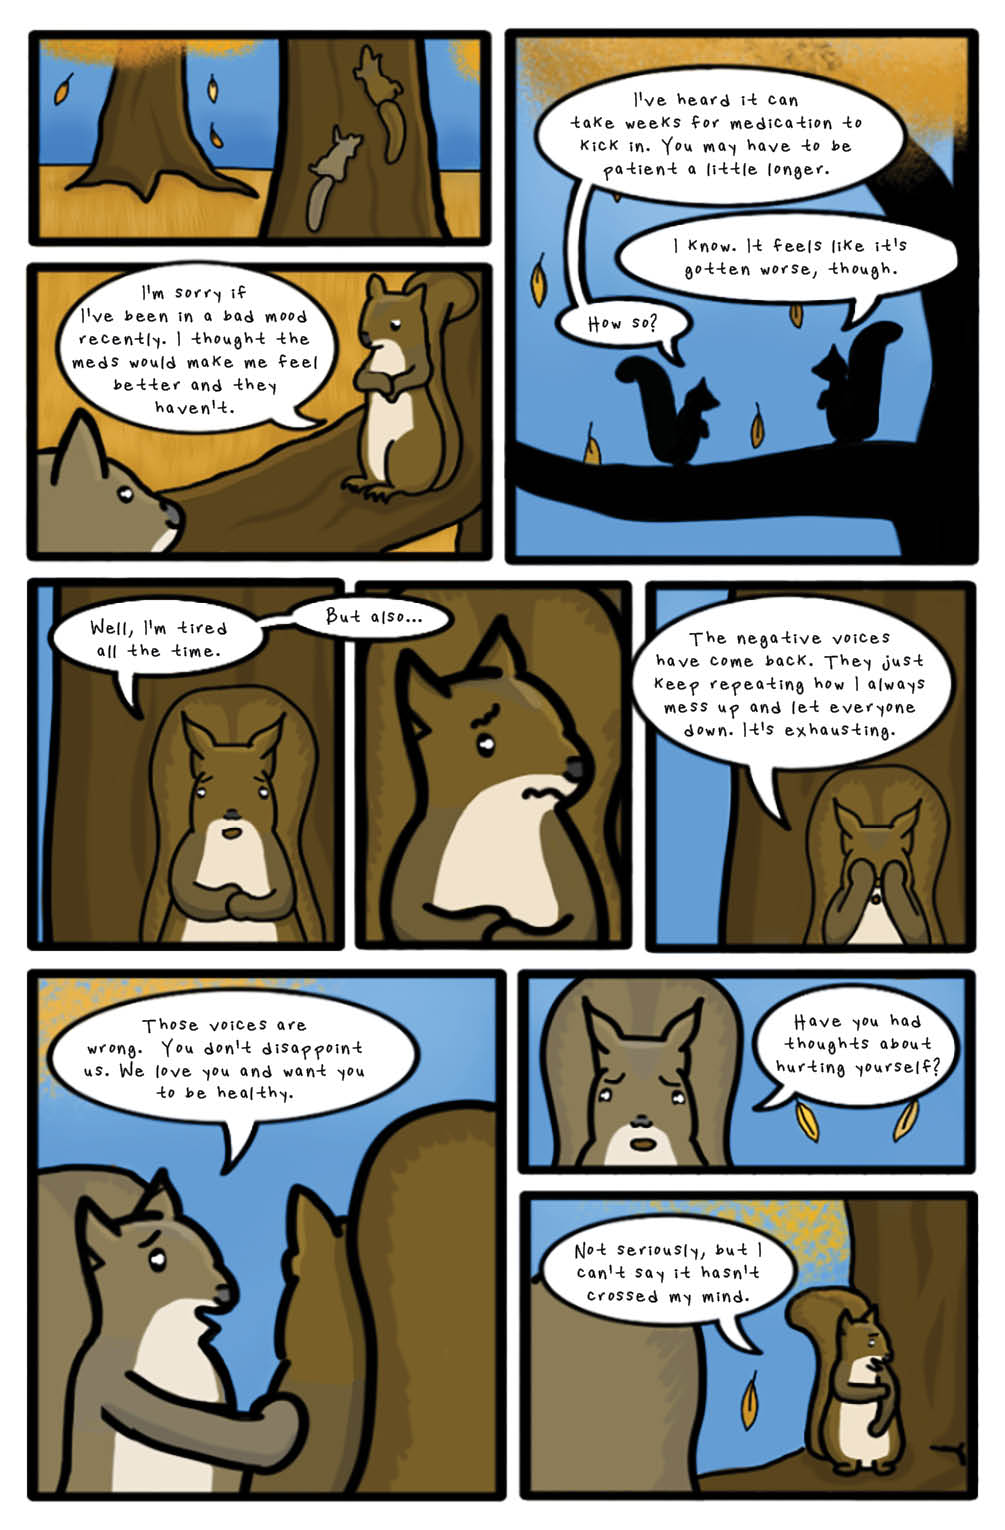 I'm sorry if
I've been in a bad mood
recently. I thought the
meds would make me feel
better and they
haven't.
I've heard it can
take weeks for medication to
kick in. You may have to be
patient a little longer.
I know. It feels like it's
gotten worse, though.
How so?
Well, I'm tired
all the time.
But also...
The negative voices
have come back. They just
keep repeating how I always
mess up and let everyone
down. It's exhausting.
Those voices are
wrong. You don't disappoint
us. We love you and want you
to be healthy.
Have you had
thoughts about
hurting yourself?
Not seriously, but I
can't say it hasn't
crossed my mind.